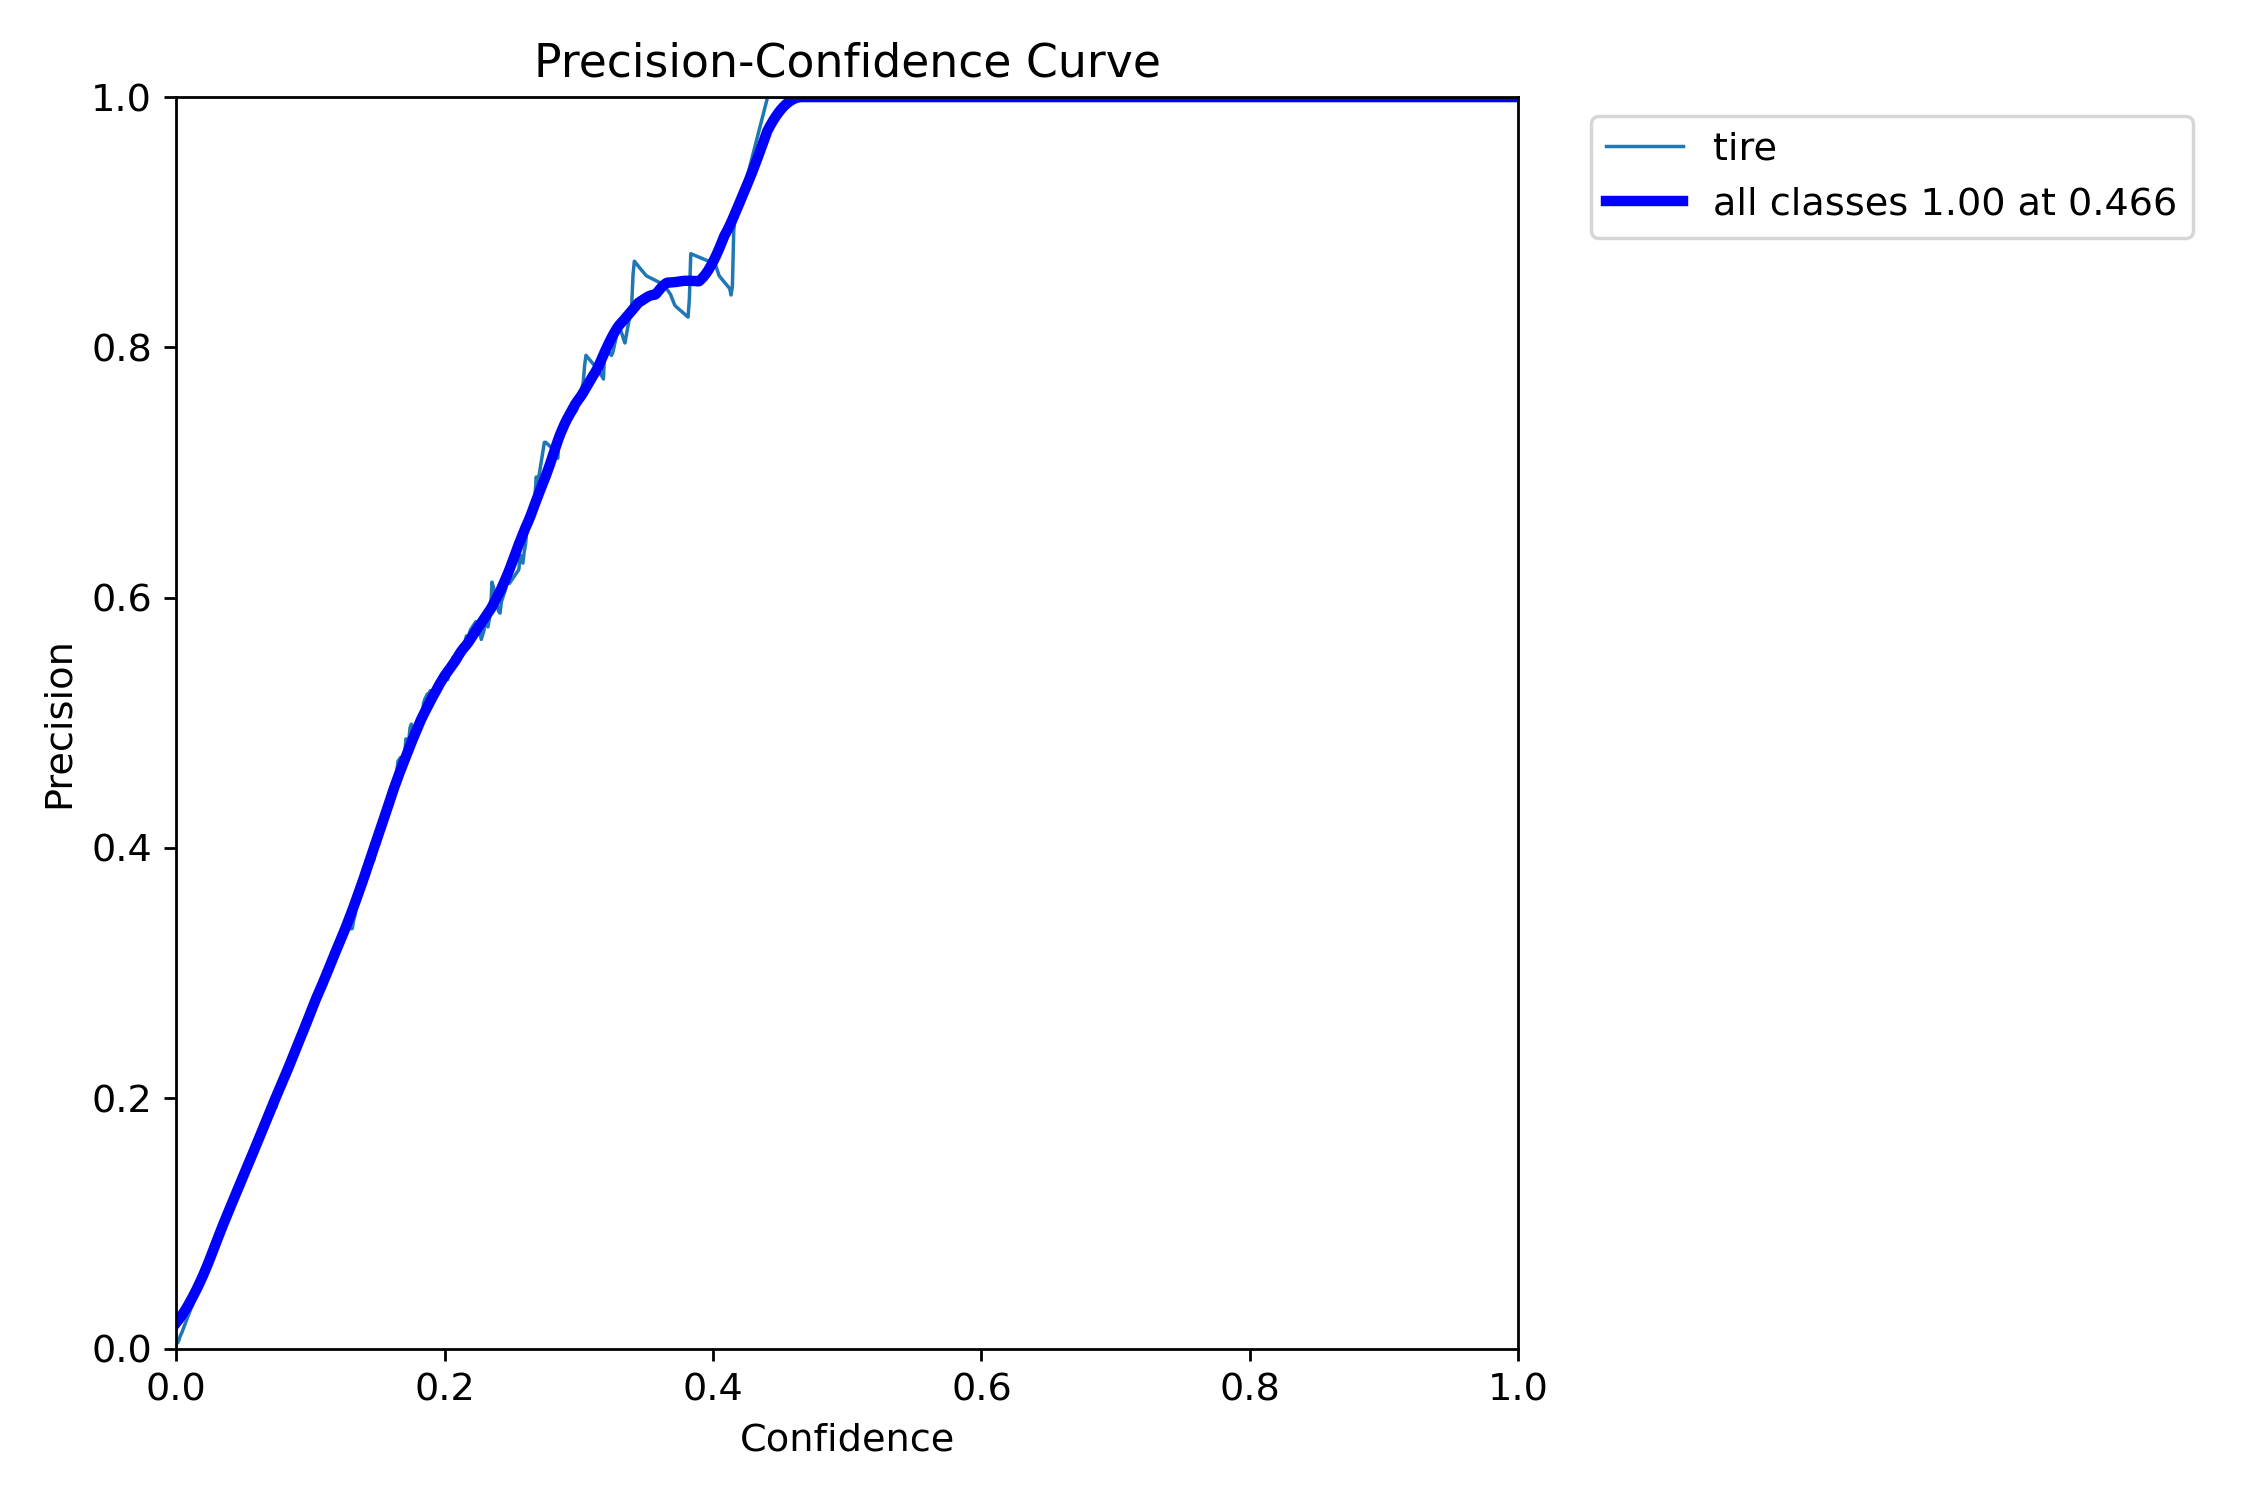 Precision-Confidence Curve
1.0
0.8
0.6
0.4
0.2
0.0
Precision
0.0 0.2 0.4 0.6 0.8 1.0
Confidence
tire
all classes 1.00 at 0.466